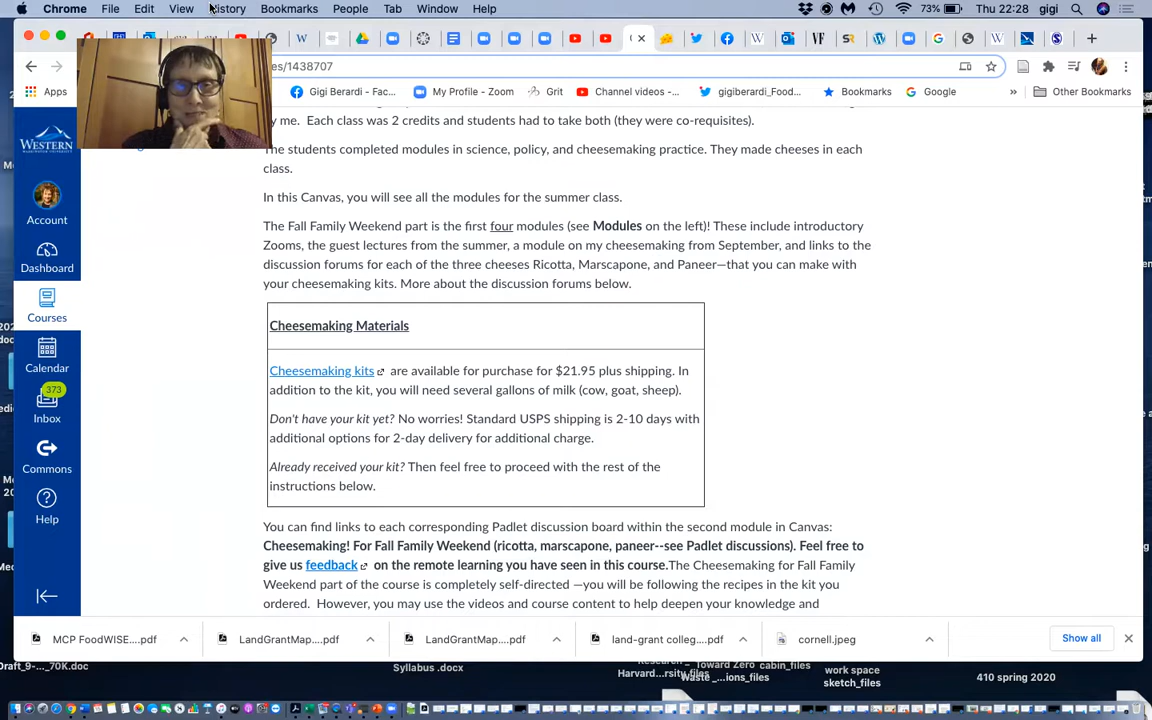 Chrome File Edit View History Bookmarks People Tab Window Help 73% Thu 22:28 gigi
es/1438707
Apps Gigi Berardi - Fac... My Profile - Zoom Grit Channel videos -... gigiberardi_Food... Bookmarks Google » Other Bookmarks
y me. Each class was 2 credits and students had to take both (they were co-requisites).
WESTERN
The students completed modules in science, policy, and cheesemaking practice. They made cheeses in each
class.
In this Canvas, you will see all the modules for the summer class.
Account
The Fall Family Weekend part is the first four modules (see Modules on the left)! These include introductory
Zooms, the guest lectures from the summer, a module on my cheesemaking from September, and links to the
discussion forums for each of the three cheeses Ricotta, Marscapone, and Paneer—that you can make with
your cheesemaking kits. More about the discussion forums below.
Dashboard
Courses
Calendar
373
Inbox
Commons
Help
Cheesemaking Materials
Cheesemaking kits are available for purchase for $21.95 plus shipping. In
addition to the kit, you will need several gallons of milk (cow, goat, sheep).
Don't have your kit yet? No worries! Standard USPS shipping is 2-10 days with
additional options for 2-day delivery for additional charge.
Already received your kit? Then feel free to proceed with the rest of the
instructions below.
You can find links to each corresponding Padlet discussion board within the second module in Canvas:
Cheesemaking! For Fall Family Weekend (ricotta, marscapone, paneer--see Padlet discussions). Feel free to
give us feedback on the remote learning you have seen in this course.The Cheesemaking for Fall Family
Weekend part of the course is completely self-directed —you will be following the recipes in the kit you
ordered. However, you may use the videos and course content to help deepen your knowledge and
MCP FoodWISE....pdf LandGrantMap....pdf LandGrantMap....pdf land-grant colleg....pdf cornell.jpeg Show all
Draft_9-..._70K.doc
Syllabus .docx
Harvard...rsity_files
Toward Zero
Waste _...ions_files
cabin_files
work space
sketch_files
410 spring 2020